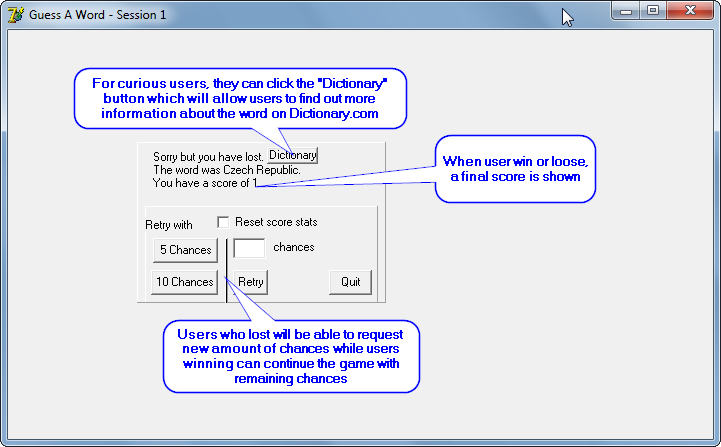 Guess A Word - Session 1
For curious users, they can click the "Dictionary"
button which will allow users to find out more
information about the word on Dictionary.com
Sorry but you have lost. Dictionary
The word was Czech Republic.
You have a score of 1
When user win or loose,
a final score is shown
Retry with
Reset score stats
5 Chances
chances
10 Chances
Retry
Quit
Users who lost will be able to request
new amount of chances while users
winning can continue the game with
remaining chances